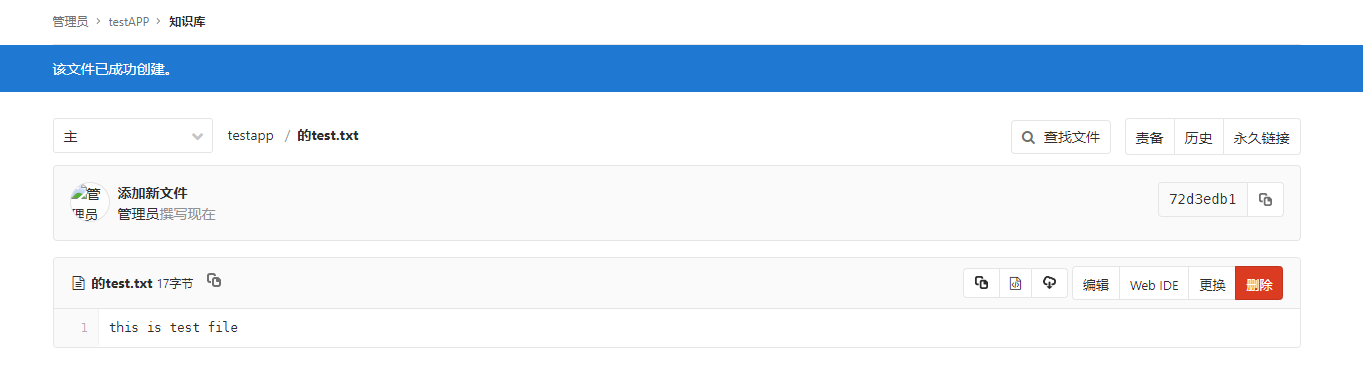 管理员 › testAPP › 知识库
该文件已成功创建。
主 testapp / 的test.txt 查找文件 责备 历史 永久链接
管理员 添加新文件
管理员撰写现在 72d3edb1
的test.txt 17字节 编辑 Web IDE 更换 删除
1 this is test file